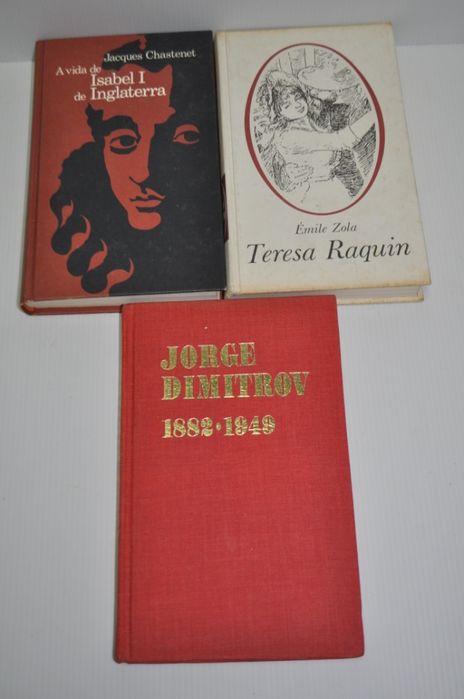 Jacques Chastenet
A vida de
Isabel I
de Inglaterra
Émile Zola
Teresa Raquin
JORGE
DIMITROV
1882·1949